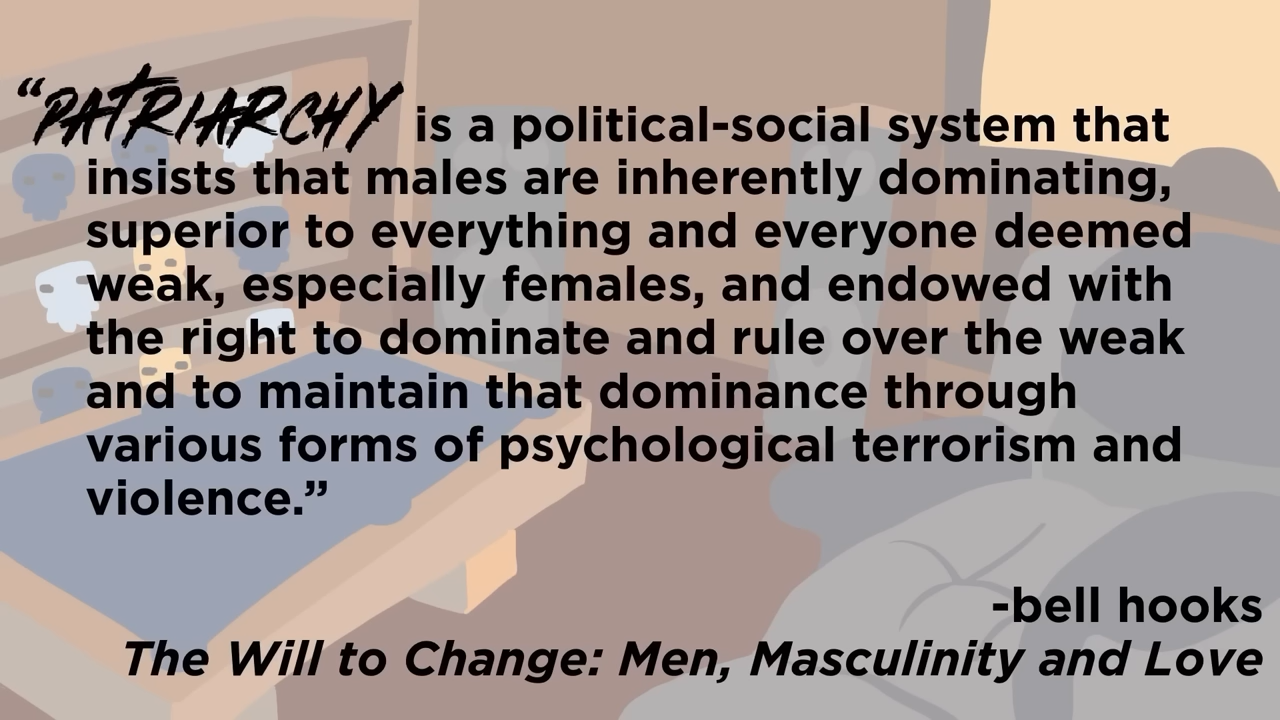 “PATRIARCHY is a political-social system that
insists that males are inherently dominating,
superior to everything and everyone deemed
weak, especially females, and endowed with
the right to dominate and rule over the weak
and to maintain that dominance through
various forms of psychological terrorism and
violence.”
-bell hooks
The Will to Change: Men, Masculinity and Love